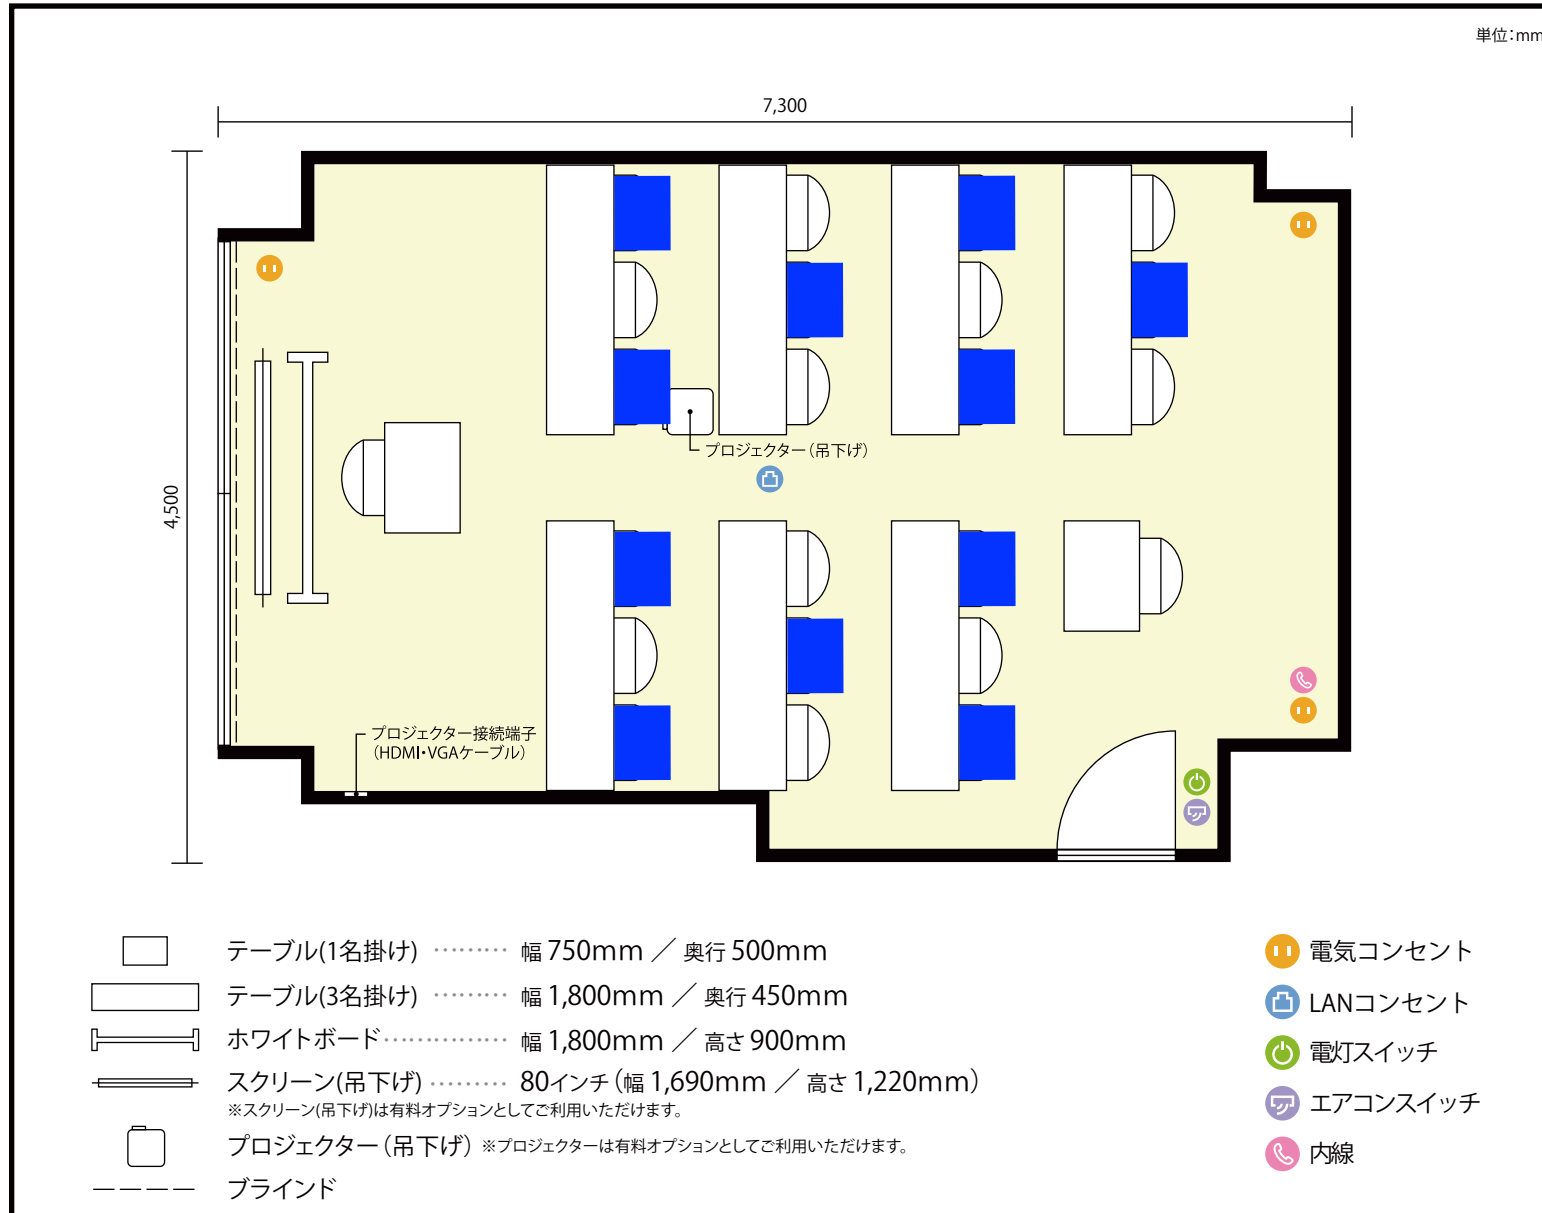 単位：mm
7,300
4,500
プロジェクター（吊下げ）
プロジェクター接続端子
（HDMI・VGAケーブル）
テーブル(1名掛け) ……… 幅 750mm ／ 奥行 500mm
テーブル(3名掛け) ……… 幅 1,800mm ／ 奥行 450mm
ホワイトボード…………… 幅 1,800mm ／ 高さ 900mm
スクリーン(吊下げ) ……… 80インチ（幅 1,690mm ／ 高さ 1,220mm）
※スクリーン(吊下げ)は有料オプションとしてご利用いただけます。
プロジェクター（吊下げ） ※プロジェクターは有料オプションとしてご利用いただけます。
ブラインド
電気コンセント
LANコンセント
電灯スイッチ
エアコンスイッチ
内線